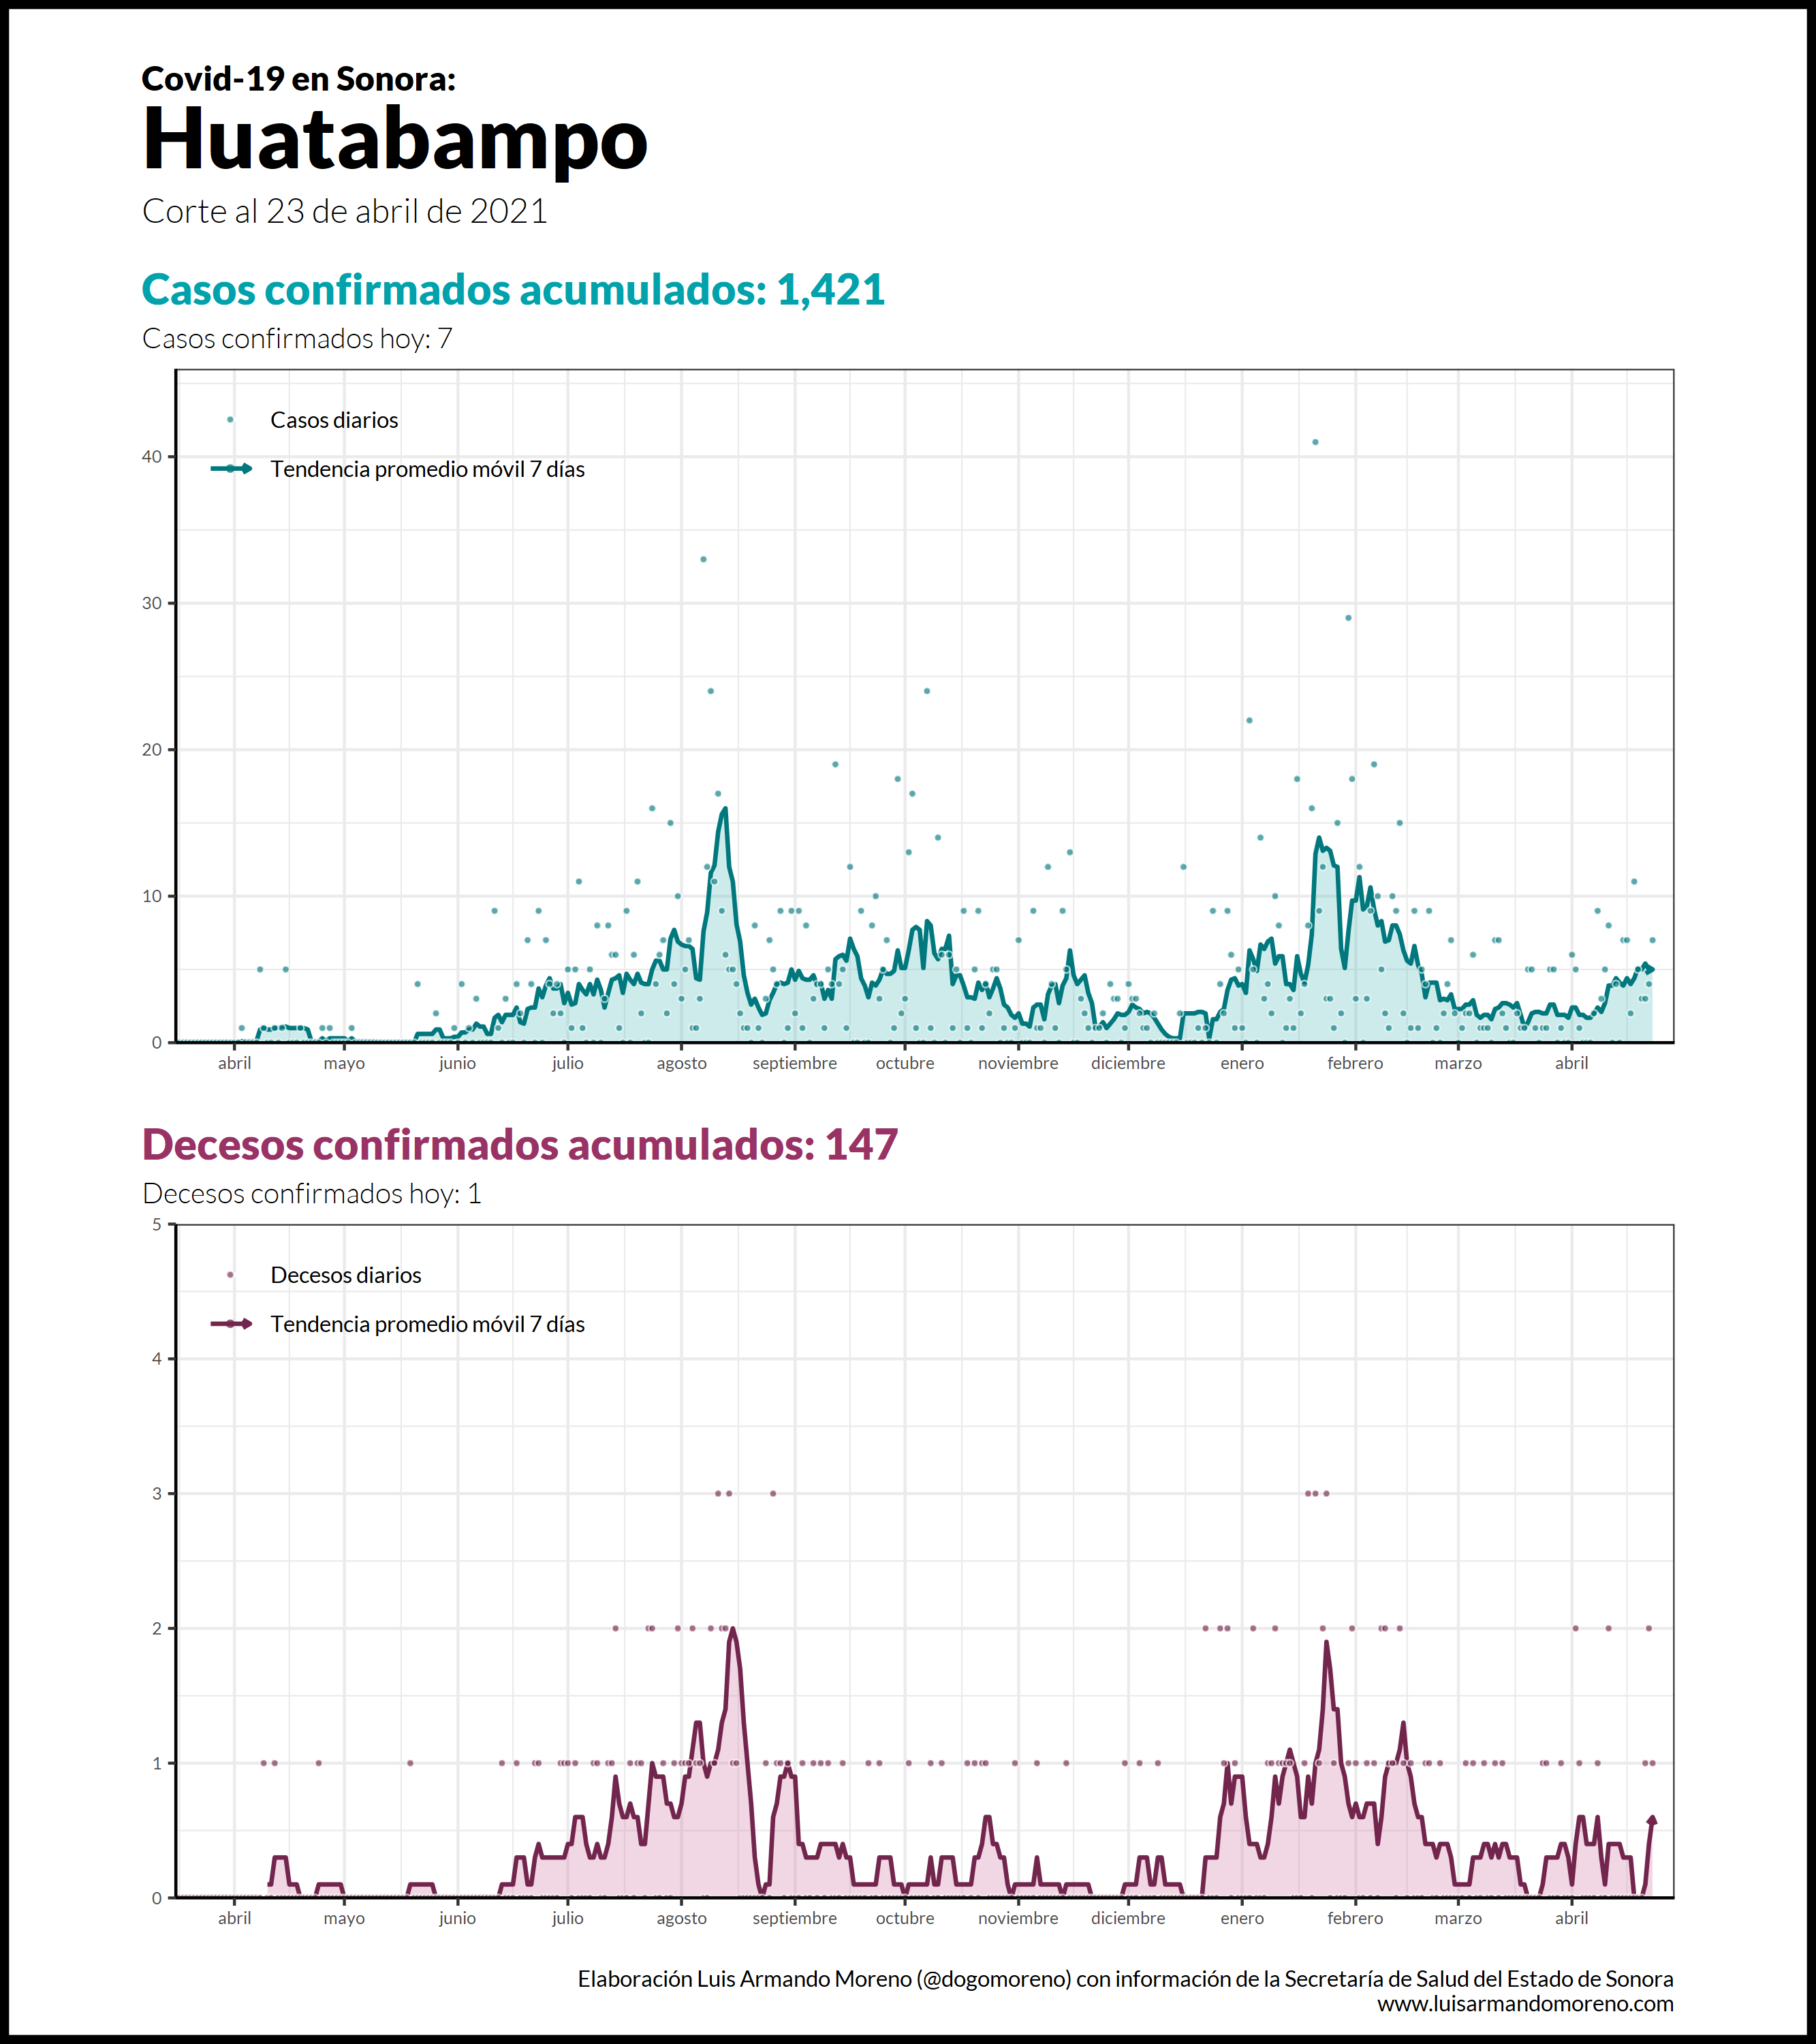 Covid-19 en Sonora:
Huatabampo
Corte al 23 de abril de 2021
Casos confirmados acumulados: 1,421
Casos confirmados hoy: 7
Casos diarios
Tendencia promedio móvil 7 días
40
30
20
10
0
abril mayo junio julio agosto septiembre octubre noviembre diciembre enero febrero marzo abril
Decesos confirmados acumulados: 147
Decesos confirmados hoy: 1
5
Decesos diarios
Tendencia promedio móvil 7 días
4
3
2
1
0
abril mayo junio julio agosto septiembre octubre noviembre diciembre enero febrero marzo abril
Elaboración Luis Armando Moreno (@dogomoreno) con información de la Secretaría de Salud del Estado de Sonora
www.luisarmandomoreno.com